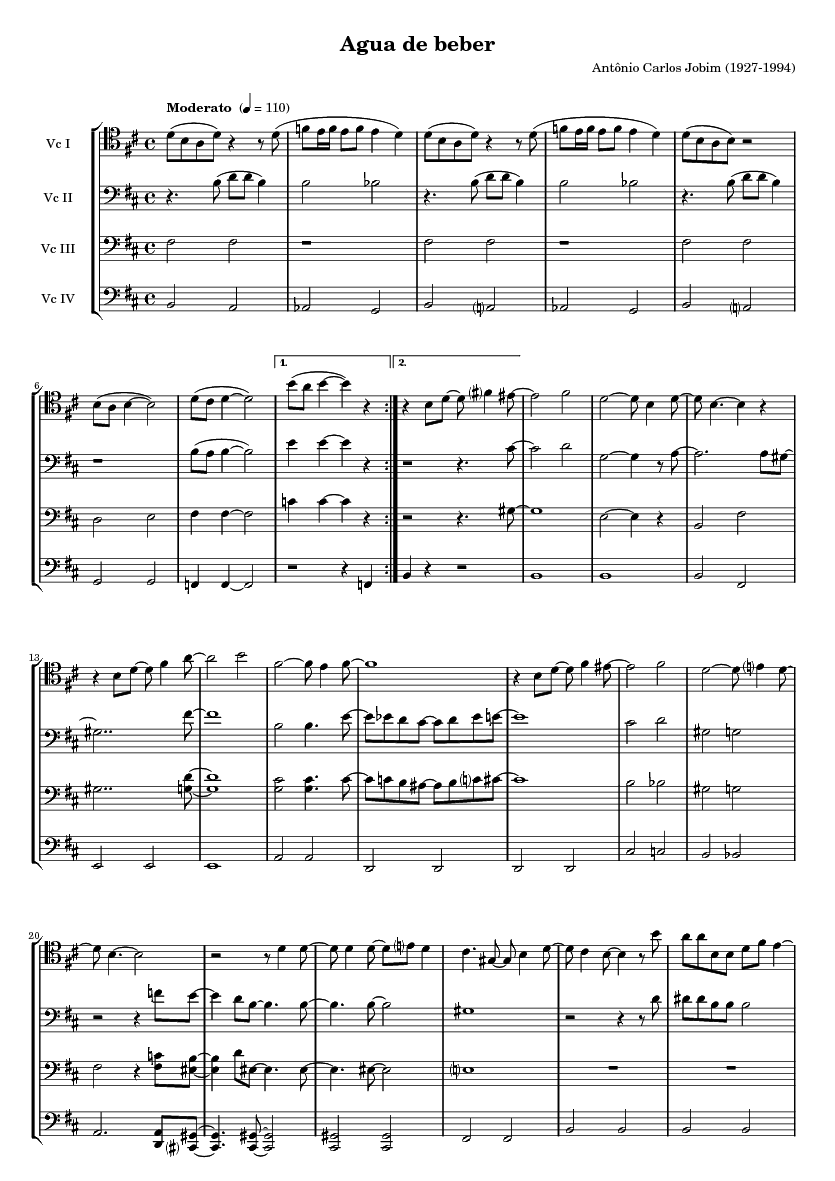 Agua de beber
Antônio Carlos Jobim (1927-1994)
Moderato (♩ = 110)
Vc I
Vc II
Vc III
Vc IV
6
1.
2.
13
20